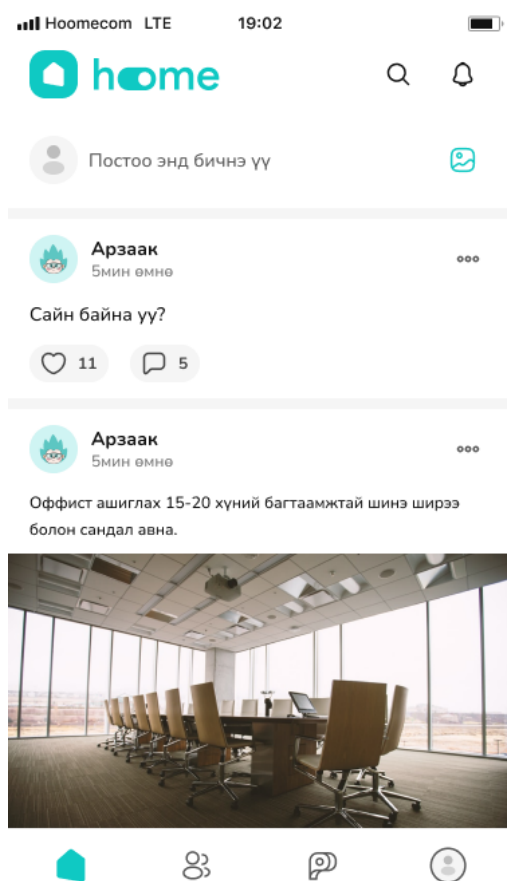 Hoomecom LTE 19:02
hoome
Постоо энд бичнэ үү
Арзаак
5мин өмнө
Сайн байна уу?
11 5
Арзаак
5мин өмнө
Оффист ашиглах 15-20 хүний багтаамжтай шинэ ширээ
болон сандал авна.